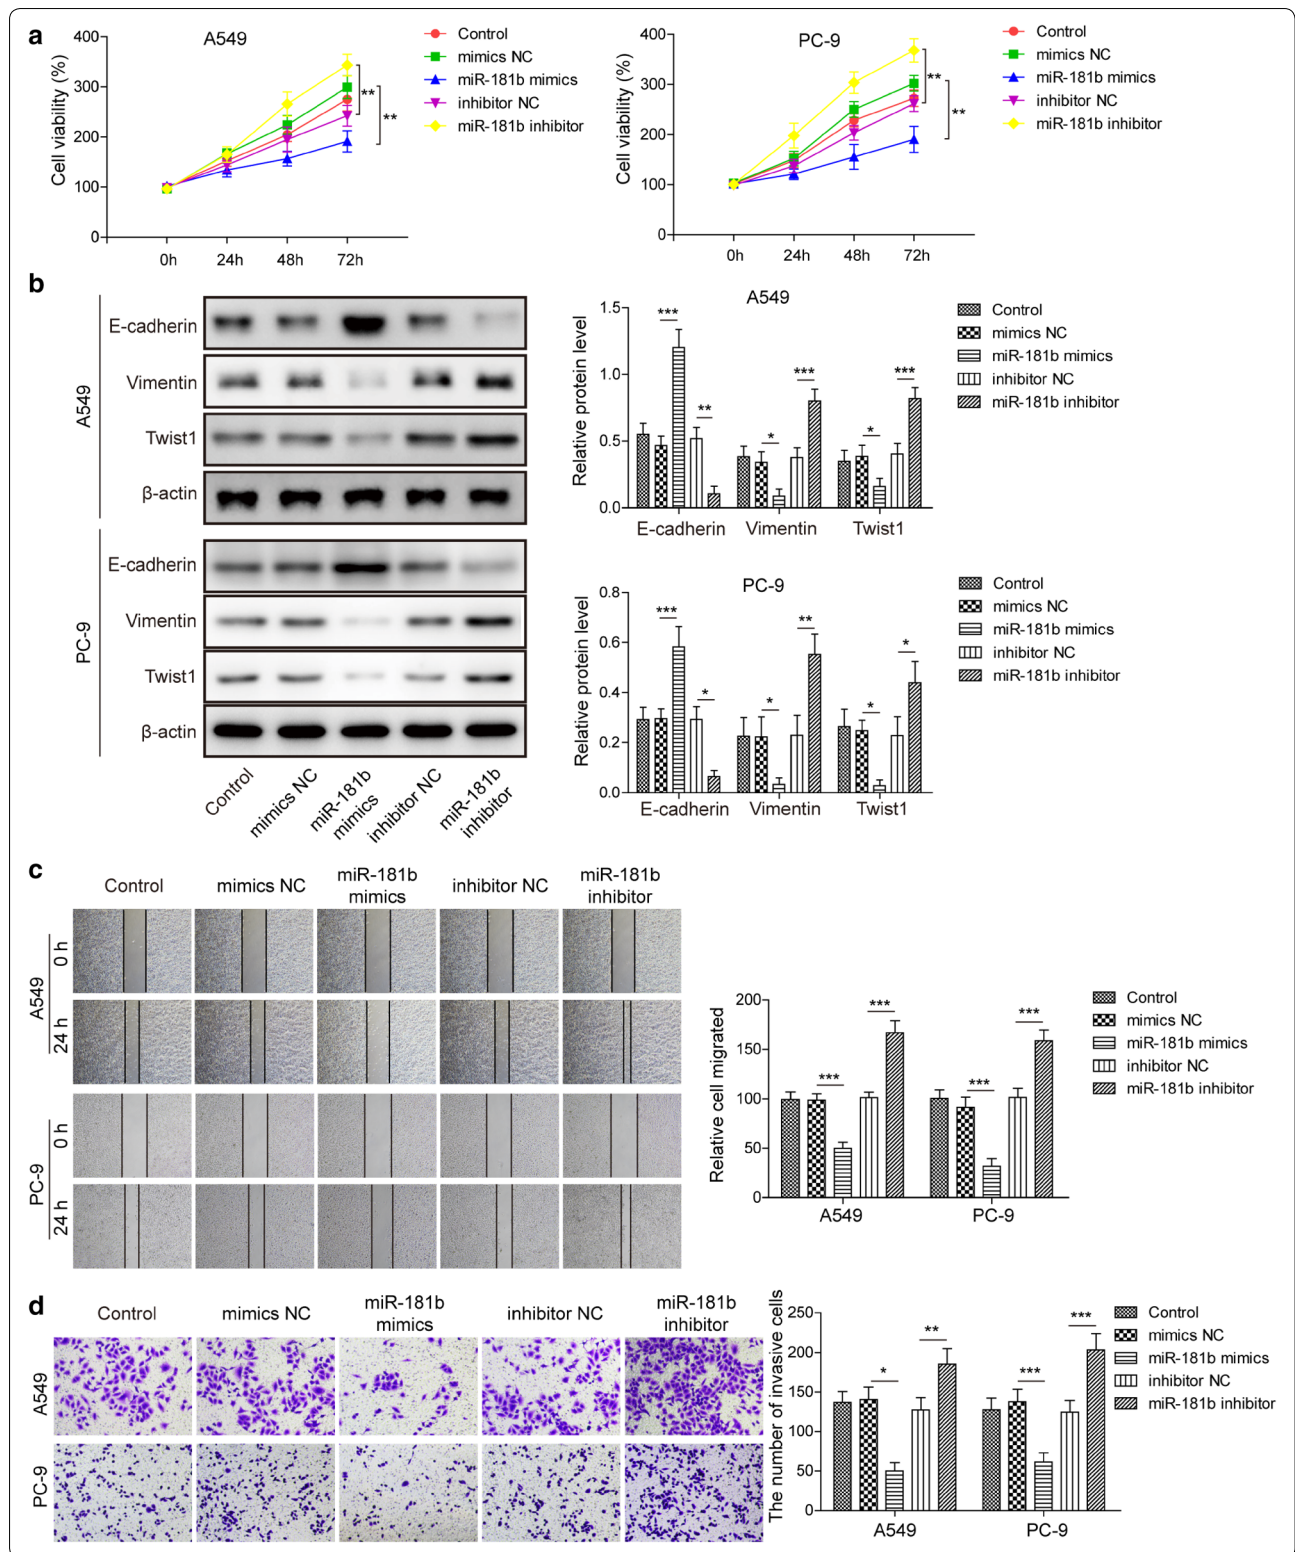 a
A549
Cell viability (%)
400
300
200
100
0
0h 24h 48h 72h
**
**
Control
mimics NC
miR-181b mimics
inhibitor NC
miR-181b inhibitor
PC-9
Cell viability (%)
400
300
200
100
0
0h 24h 48h 72h
**
**
Control
mimics NC
miR-181b mimics
inhibitor NC
miR-181b inhibitor
b
A549
E-cadherin
Vimentin
Twist1
β-actin
PC-9
E-cadherin
Vimentin
Twist1
β-actin
Control
mimics NC
miR-181b
mimics
inhibitor NC
miR-181b
inhibitor
A549
Relative protein level
1.5
1.0
0.5
0.0
*** ** * *** * ***
E-cadherin Vimentin Twist1
Control
mimics NC
miR-181b mimics
inhibitor NC
miR-181b inhibitor
PC-9
Relative protein level
0.8
0.6
0.4
0.2
0.0
*** * * ** * *
E-cadherin Vimentin Twist1
Control
mimics NC
miR-181b mimics
inhibitor NC
miR-181b inhibitor
c
Control mimics NC miR-181b
mimics inhibitor NC miR-181b
inhibitor
A549
0 h
24 h
PC-9
0 h
24 h
Relative cell migrated
200
150
100
50
0
*** *** *** ***
A549 PC-9
Control
mimics NC
miR-181b mimics
inhibitor NC
miR-181b inhibitor
d
Control mimics NC miR-181b
mimics inhibitor NC miR-181b
inhibitor
A549
PC-9
The number of invasive cells
250
200
150
100
50
0
* ** *** ***
A549 PC-9
Control
mimics NC
miR-181b mimics
inhibitor NC
miR-181b inhibitor